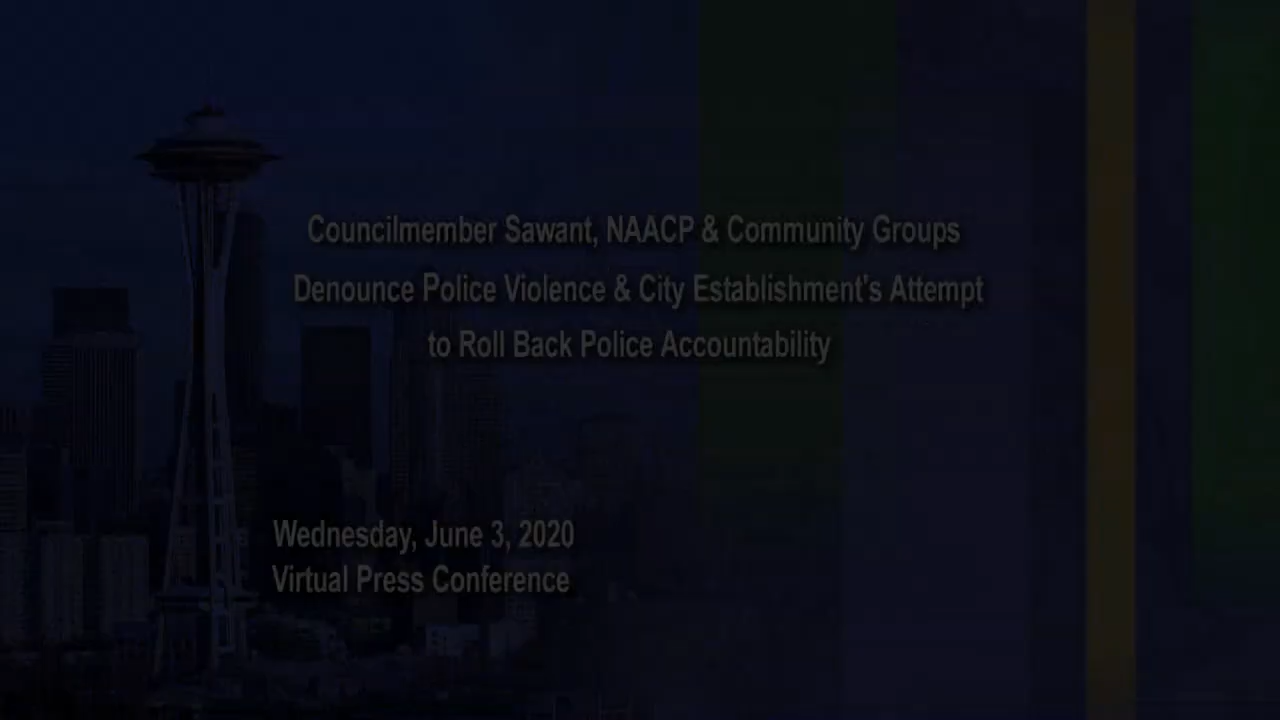 Councilmember Sawant, NAACP & Community Groups
Denounce Police Violence & City Establishment's Attempt
to Roll Back Police Accountability
Wednesday, June 3, 2020
Virtual Press Conference